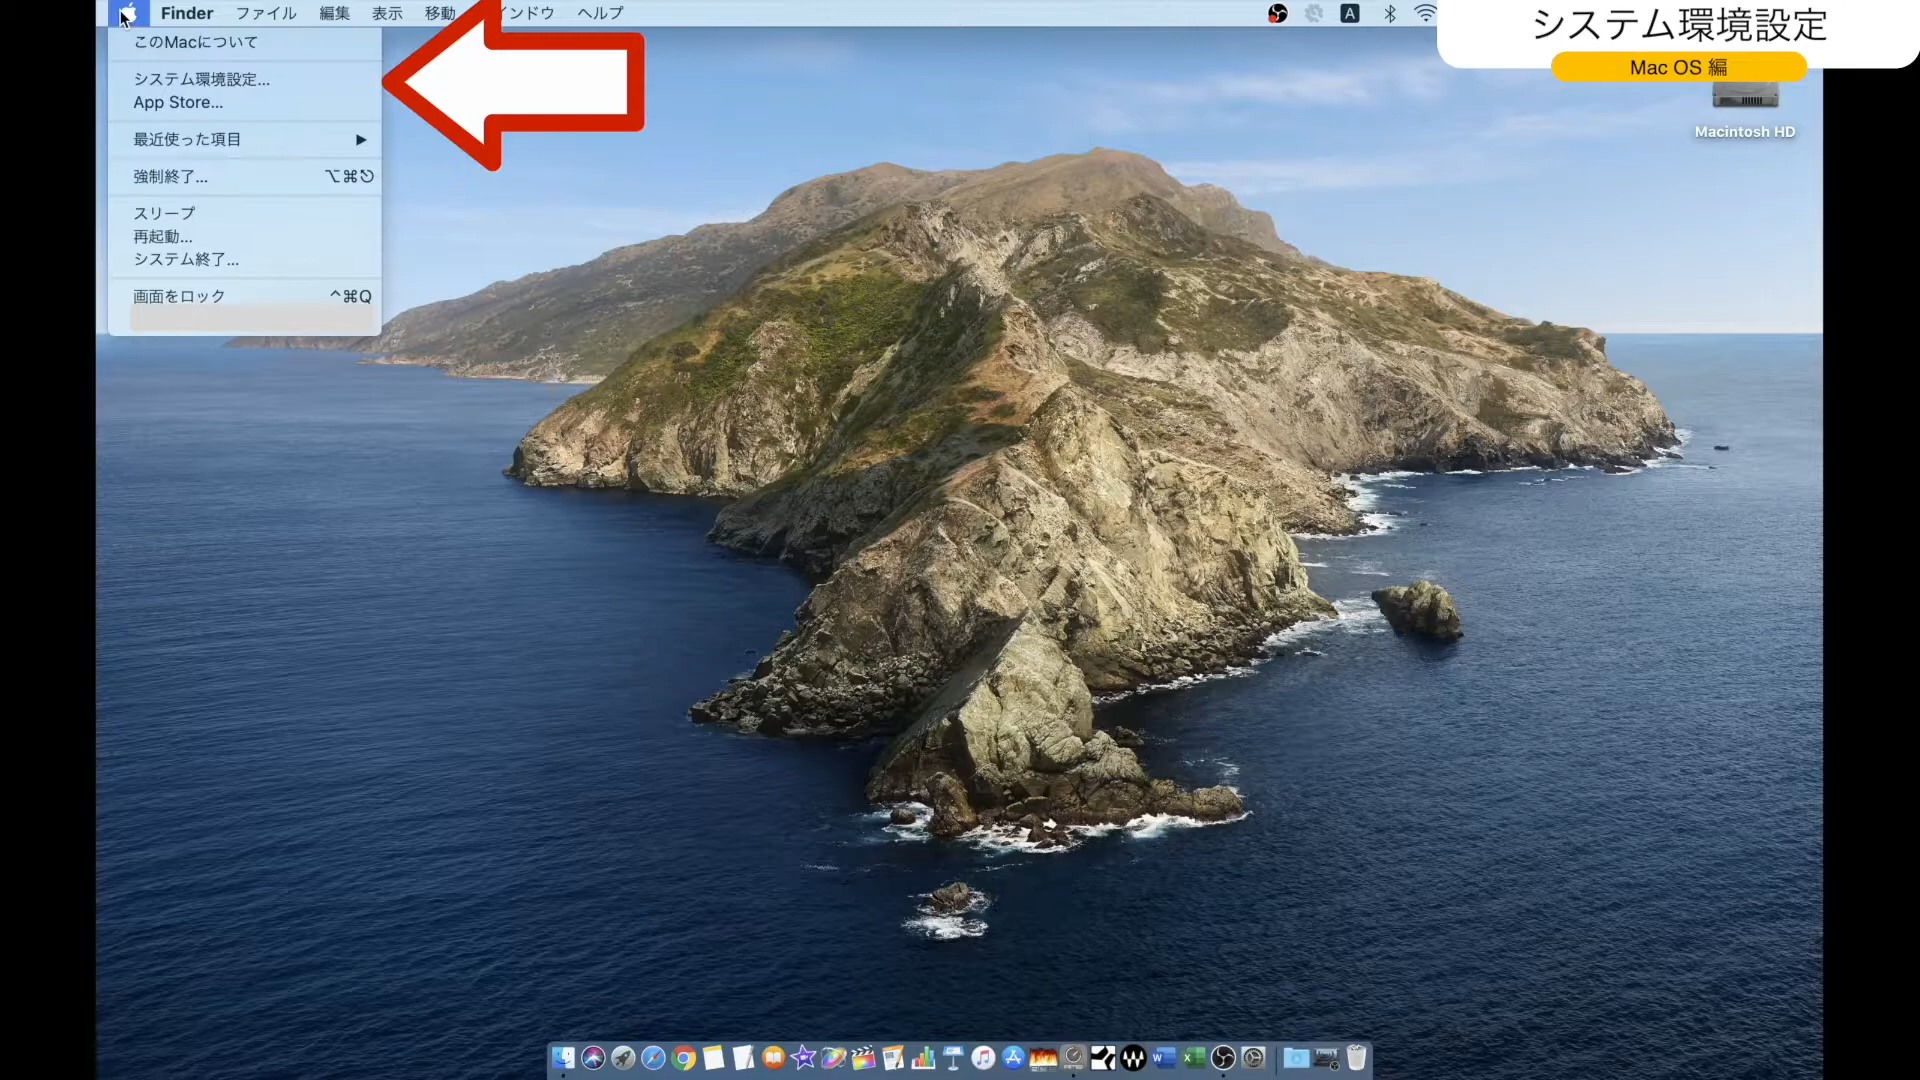 Finder ファイル 編集 表示 移動 インドウ ヘルプ
A
システム環境設定
Mac OS 編
このMacについて
システム環境設定...
App Store...
最近使った項目 ▶
強制終了... ⌥⌘⎋
スリープ
再起動...
システム終了...
画面をロック ^⌘Q
Macintosh HD